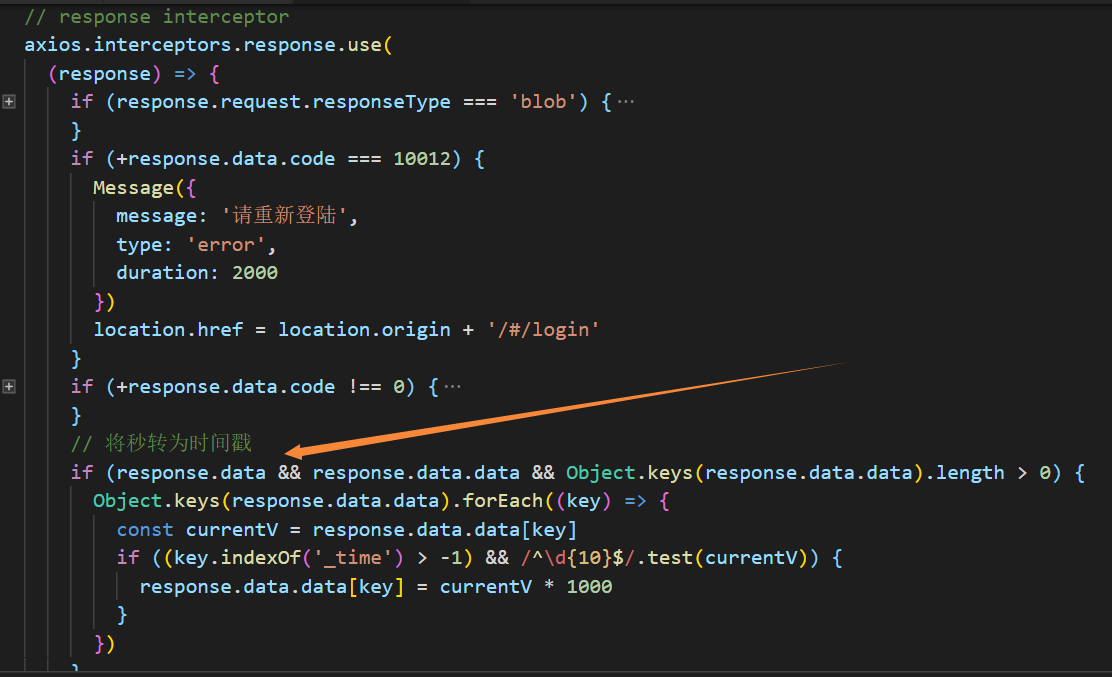 // response interceptor
axios.interceptors.response.use(
  (response) => {
    if (response.request.responseType === 'blob') {···
    }
    if (+response.data.code === 10012) {
      Message({
        message: '请重新登陆',
        type: 'error',
        duration: 2000
      })
      location.href = location.origin + '/#/login'
    }
    if (+response.data.code !== 0) {···
    }
    // 将秒转为时间戳
    if (response.data && response.data.data && Object.keys(response.data.data).length > 0) {
      Object.keys(response.data.data).forEach((key) => {
        const currentV = response.data.data[key]
        if ((key.indexOf('_time') > -1) && /^\d{10}$/.test(currentV)) {
          response.data.data[key] = currentV * 1000
        }
      })
    }